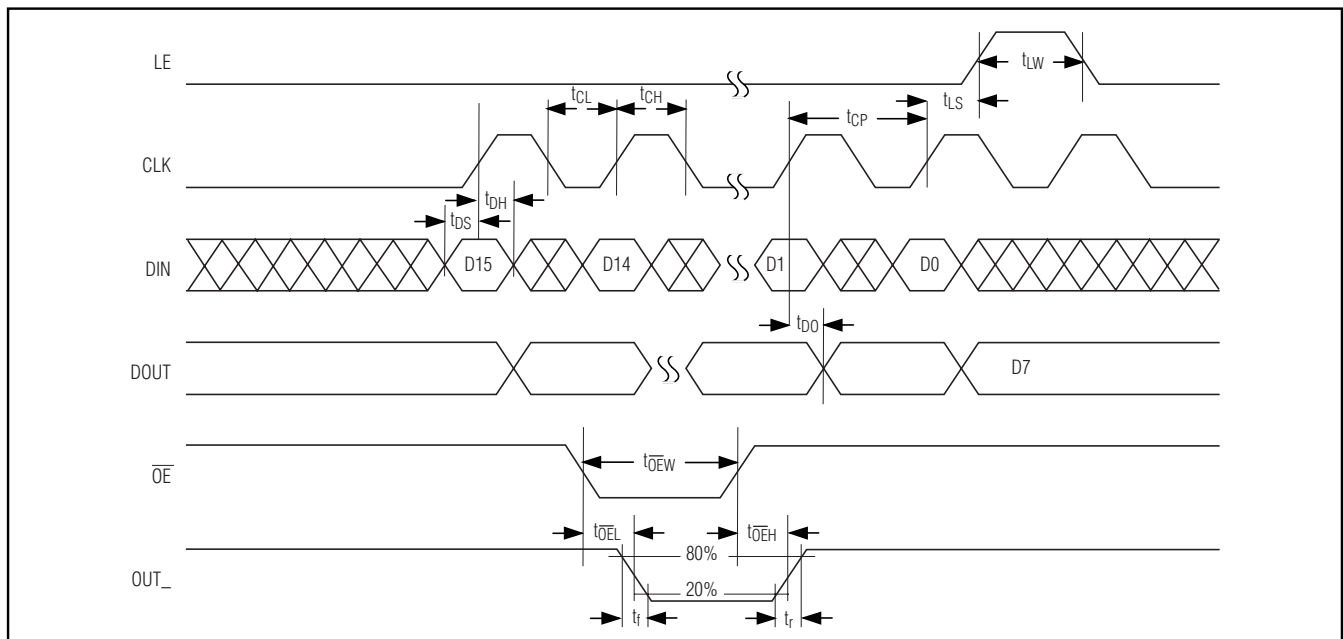 LE
tLW
tCL
tCH
tLS
tCP
CLK
tDH
tDS
DIN
D15
D14
D1
D0
tDO
DOUT
D7
OE
tOEW
tOEL
tOEH
80%
OUT_
20%
tf
tr